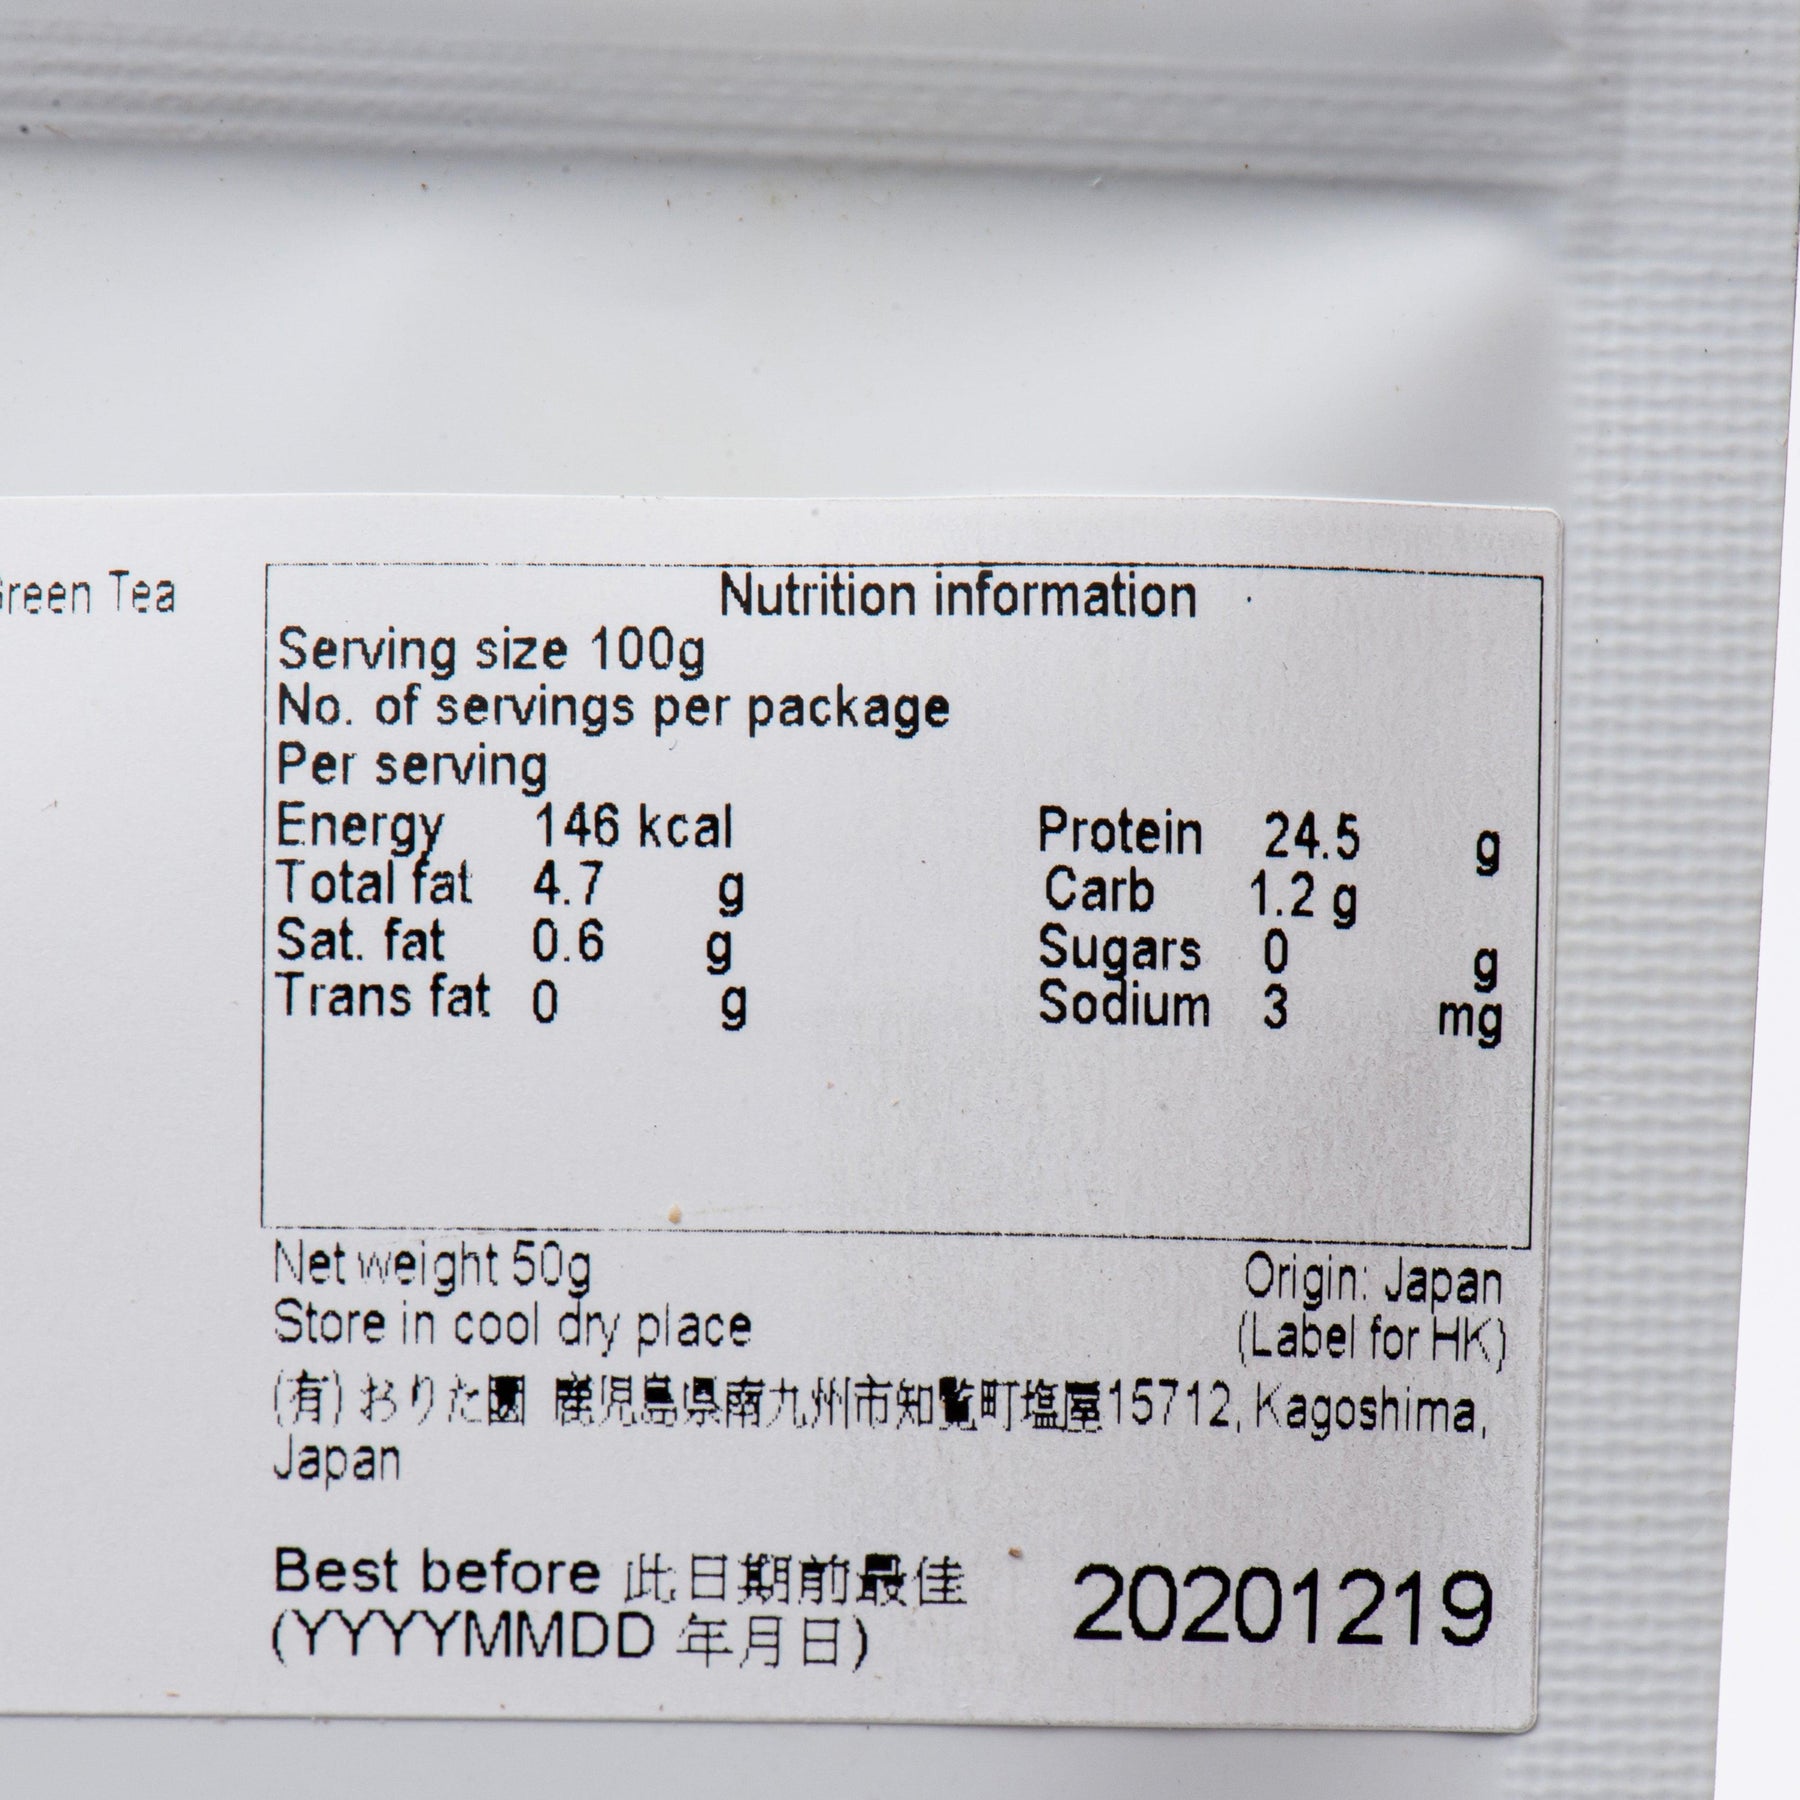 Green Tea
Nutrition information
Serving size 100g
No. of servings per package
Per serving
Energy 146 kcal Protein 24.5 g
Total fat 4.7 g Carb 1.2 g
Sat. fat 0.6 g Sugars 0 g
Trans fat 0 g Sodium 3 mg
Net weight 50g Origin: Japan
Store in cool dry place (Label for HK)
(有) おりた園 鹿児島県南九州市知覧町塩屋15712, Kagoshima,
Japan
Best before 此日期前最佳 20201219
(YYYYMMDD 年月日)